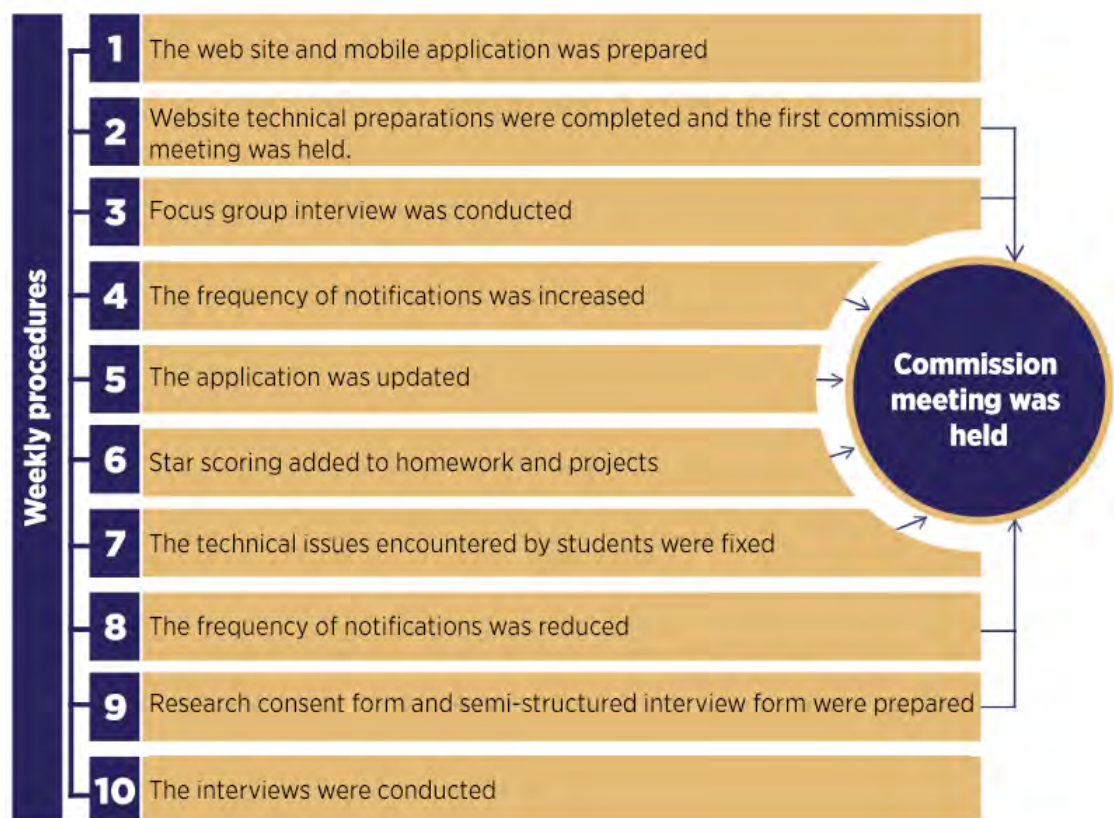 Weekly procedures
1
The web site and mobile application was prepared
2
Website technical preparations were completed and the first commission
meeting was held.
3
Focus group interview was conducted
4
The frequency of notifications was increased
5
The application was updated
6
Star scoring added to homework and projects
7
The technical issues encountered by students were fixed
8
The frequency of notifications was reduced
9
Research consent form and semi-structured interview form were prepared
10
The interviews were conducted
Commission
meeting was
held